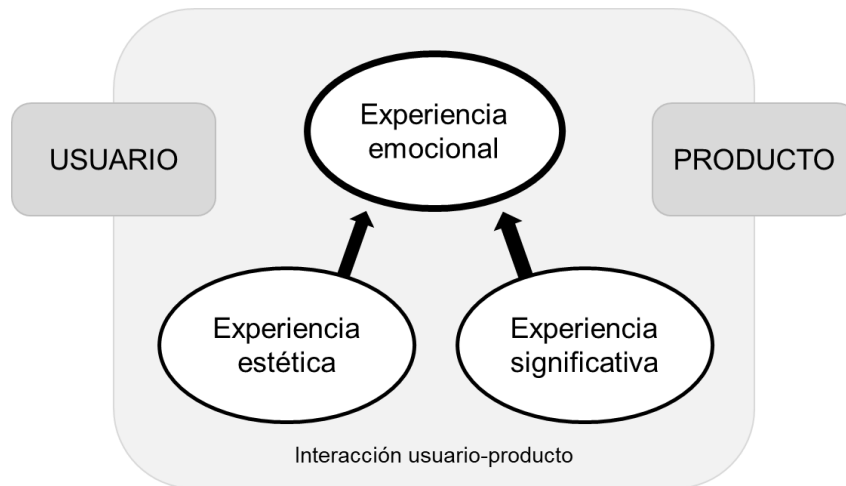 Experiencia
emocional
USUARIO
PRODUCTO
Experiencia
estética
Experiencia
significativa
Interacción usuario-producto